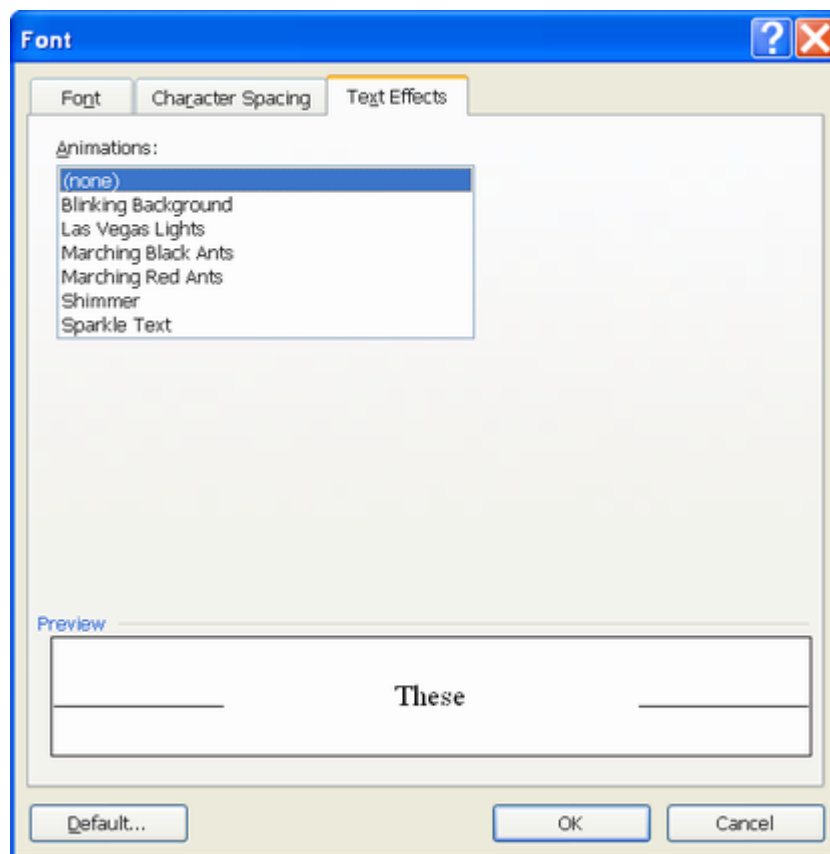 Font
Font Character Spacing Text Effects
Animations:
(none)
Blinking Background
Las Vegas Lights
Marching Black Ants
Marching Red Ants
Shimmer
Sparkle Text
Preview
These
Default... OK Cancel